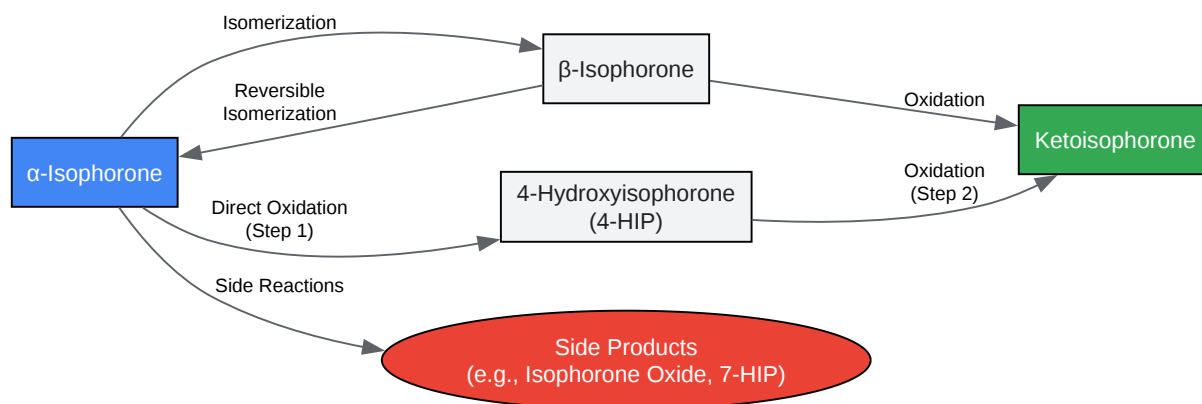 Isomerization
β-Isophorone
Reversible
Isomerization
Oxidation
Ketoisophorone
α-Isophorone
4-Hydroxyisophorone
(4-HIP)
Oxidation
(Step 2)
Direct Oxidation
(Step 1)
Side Reactions
Side Products
(e.g., Isophorone Oxide, 7-HIP)